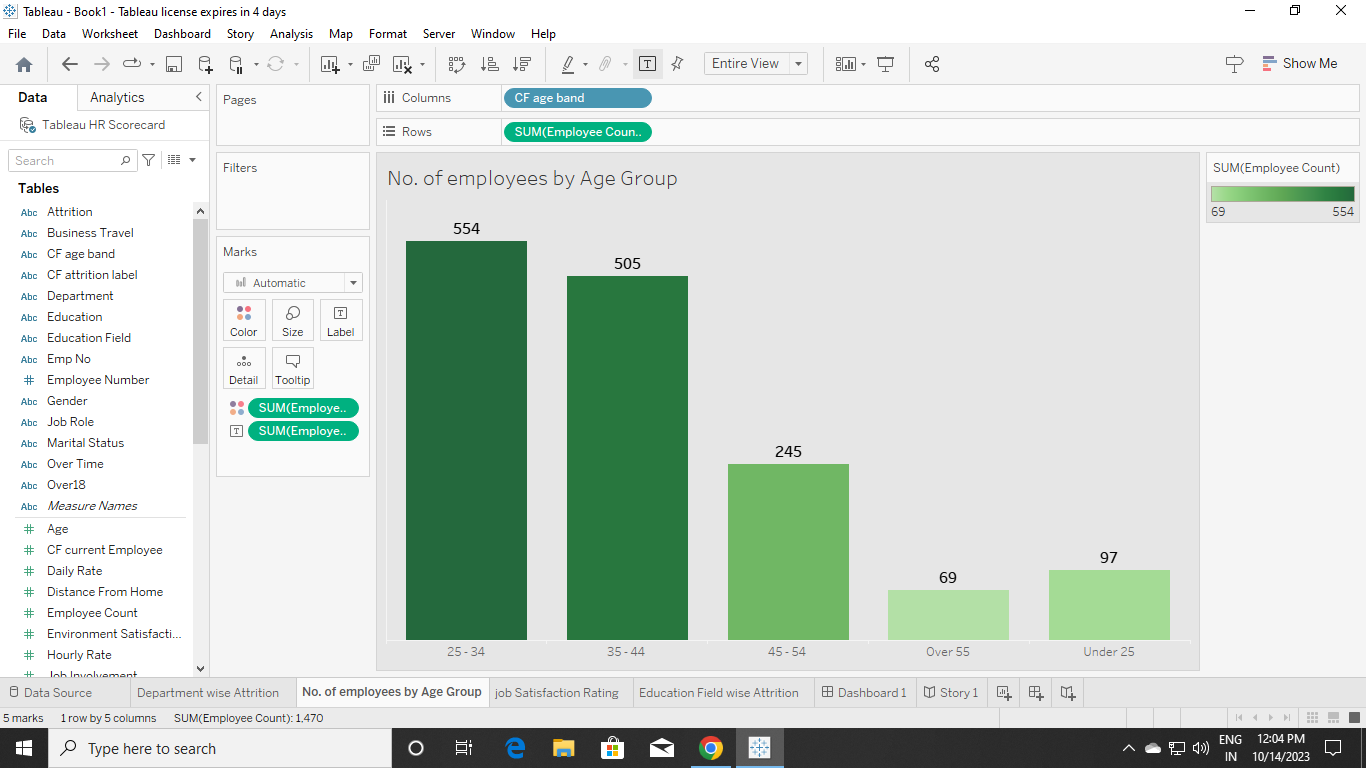 Tableau - Book1 - Tableau license expires in 4 days
File Data Worksheet Dashboard Story Analysis Map Format Server Window Help
Entire View
Show Me
Data Analytics
Tableau HR Scorecard
Search
Tables
Abc Attrition
Abc Business Travel
Abc CF age band
Abc CF attrition label
Abc Department
Abc Education
Abc Education Field
Abc Emp No
# Employee Number
Abc Gender
Abc Job Role
Abc Marital Status
Abc Over Time
Abc Over18
Abc Measure Names
# Age
# CF current Employee
# Daily Rate
# Distance From Home
# Employee Count
# Environment Satisfacti...
# Hourly Rate
Job Involvement
Pages
Filters
Marks
Automatic
Color Size Label
Detail Tooltip
SUM(Employe..
SUM(Employe..
Columns CF age band
Rows SUM(Employee Coun..
No. of employees by Age Group
554
505
245
69
97
25 - 34 35 - 44 45 - 54 Over 55 Under 25
SUM(Employee Count)
69 554
Data Source Department wise Attrition No. of employees by Age Group job Satisfaction Rating Education Field wise Attrition Dashboard 1 Story 1
5 marks 1 row by 5 columns SUM(Employee Count): 1,470
Type here to search
ENG
IN
12:04 PM
10/14/2023